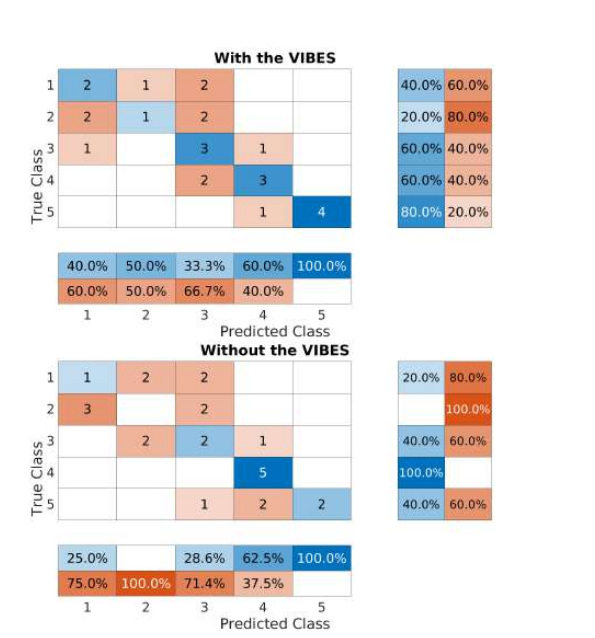 With the VIBES
1 2 1 2 40.0% 60.0%
2 2 1 2 20.0% 80.0%
3 1 3 1 60.0% 40.0%
4 2 3 60.0% 40.0%
5 1 4 80.0% 20.0%
True Class
40.0% 50.0% 33.3% 60.0% 100.0%
60.0% 50.0% 66.7% 40.0%
1 2 3 4 5
Predicted Class
Without the VIBES
1 1 2 2 20.0% 80.0%
2 3 2 100.0%
3 2 2 1 40.0% 60.0%
4 5 100.0%
5 1 2 2 40.0% 60.0%
True Class
25.0% 28.6% 62.5% 100.0%
75.0% 100.0% 71.4% 37.5%
1 2 3 4 5
Predicted Class